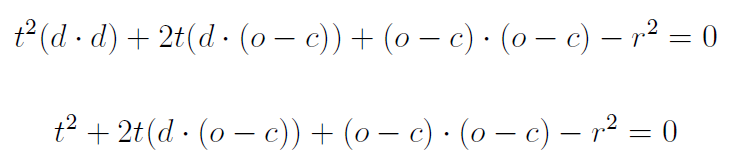 t²(d · d) + 2t(d · (o − c)) + (o − c) · (o − c) − r² = 0
t² + 2t(d · (o − c)) + (o − c) · (o − c) − r² = 0